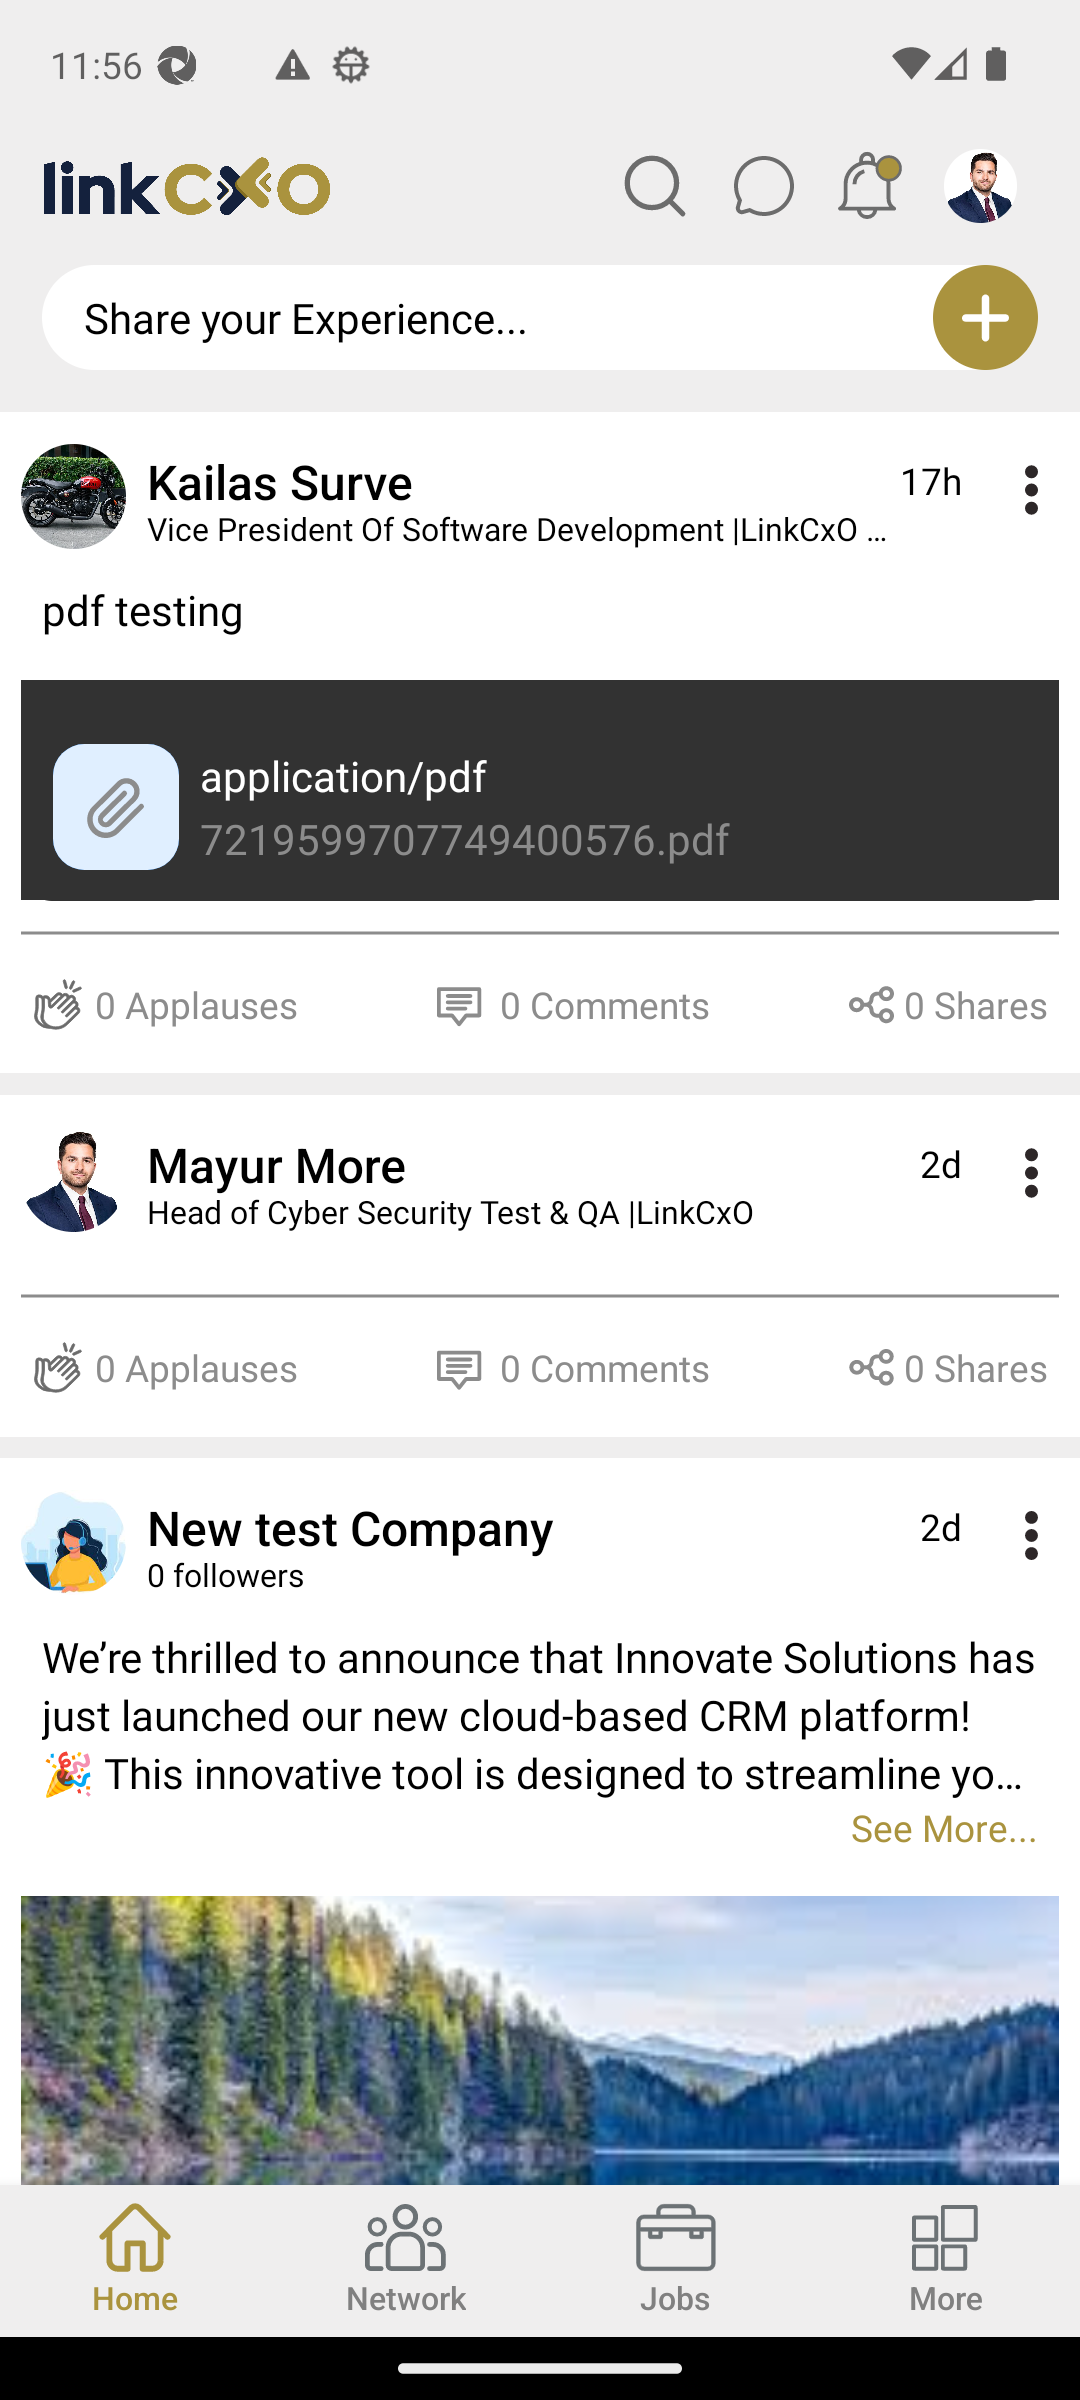 11:56
linkCXO
Share your Experience...
Kailas Surve
17h
Vice President Of Software Development |LinkCxO ...
pdf testing
application/pdf
7219599707749400576.pdf
0 Applauses
0 Comments
0 Shares
Mayur More
2d
Head of Cyber Security Test & QA |LinkCxO
0 Applauses
0 Comments
0 Shares
New test Company
2d
0 followers
We’re thrilled to announce that Innovate Solutions has
just launched our new cloud-based CRM platform!
🎉 This innovative tool is designed to streamline yo...
See More...
Home
Network
Jobs
More